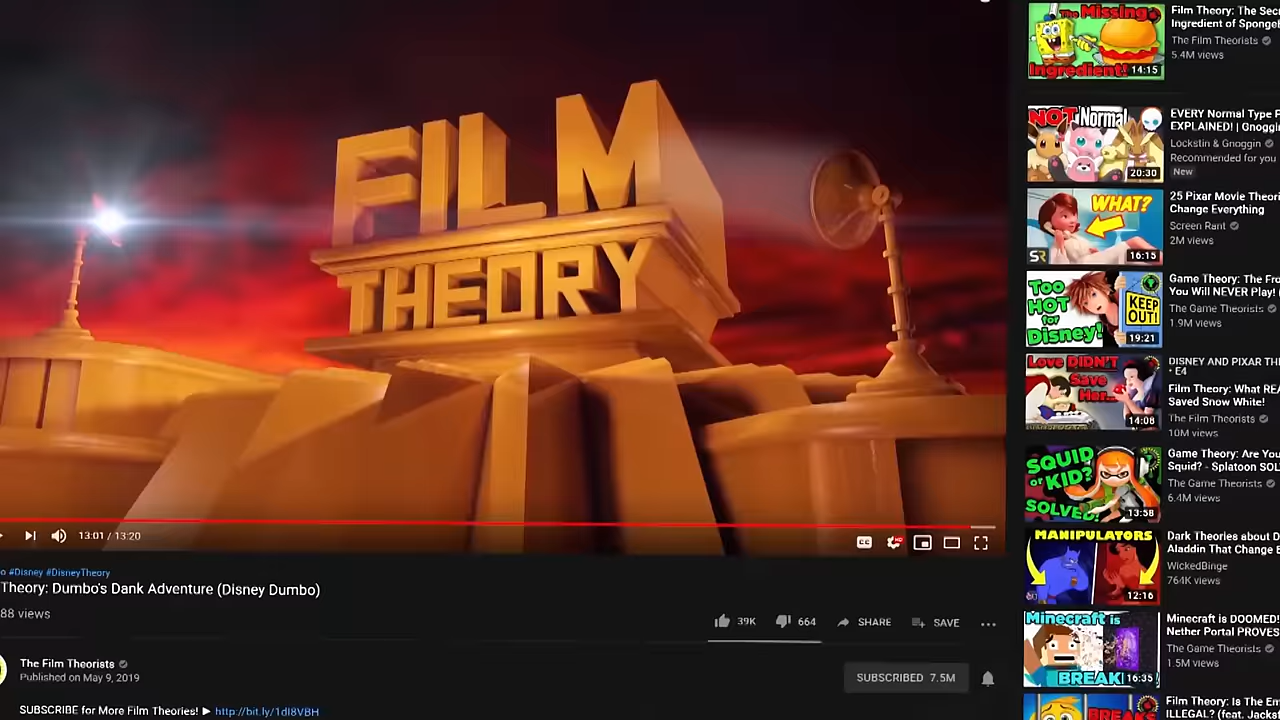 FILM
THEORY
13:01 / 13:20
CC
HD
#Disney #DisneyTheory
Theory: Dumbo's Dank Adventure (Disney Dumbo)
88 views
39K
664
SHARE
SAVE
The Film Theorists
Published on May 9, 2019
SUBSCRIBED 7.5M
SUBSCRIBE for More Film Theories! ► http://bit.ly/1dI8VBH
The Missing
Ingredient!
14:15
Film Theory: The Sec
Ingredient of Spongeb
The Film Theorists
5.4M views
NOT Normal
20:30
EVERY Normal Type P
EXPLAINED! | Gnoggi
Lockstin & Gnoggin
Recommended for you
New
WHAT?
SR
16:15
25 Pixar Movie Theori
Change Everything
Screen Rant
2M views
Too
HOT
for
Disney!
KEEP
OUT!
19:21
Game Theory: The Fro
You Will NEVER Play! (
The Game Theorists
1.9M views
Love DIDN'T
Save
Her...
14:08
DISNEY AND PIXAR TH
• E4
Film Theory: What RE
Saved Snow White!
The Film Theorists
10M views
SQUID
or KID?
SOLVED!
13:58
Game Theory: Are You
Squid? - Splatoon SOL
The Game Theorists
6.4M views
MANIPULATORS
12:16
Dark Theories about D
Aladdin That Change E
WickedBinge
764K views
Minecraft is
BREAKI
16:35
Minecraft is DOOMED!
Nether Portal PROVES
The Game Theorists
1.5M views
BREAKS
Film Theory: Is The Em
ILLEGAL? (feat. Jackf